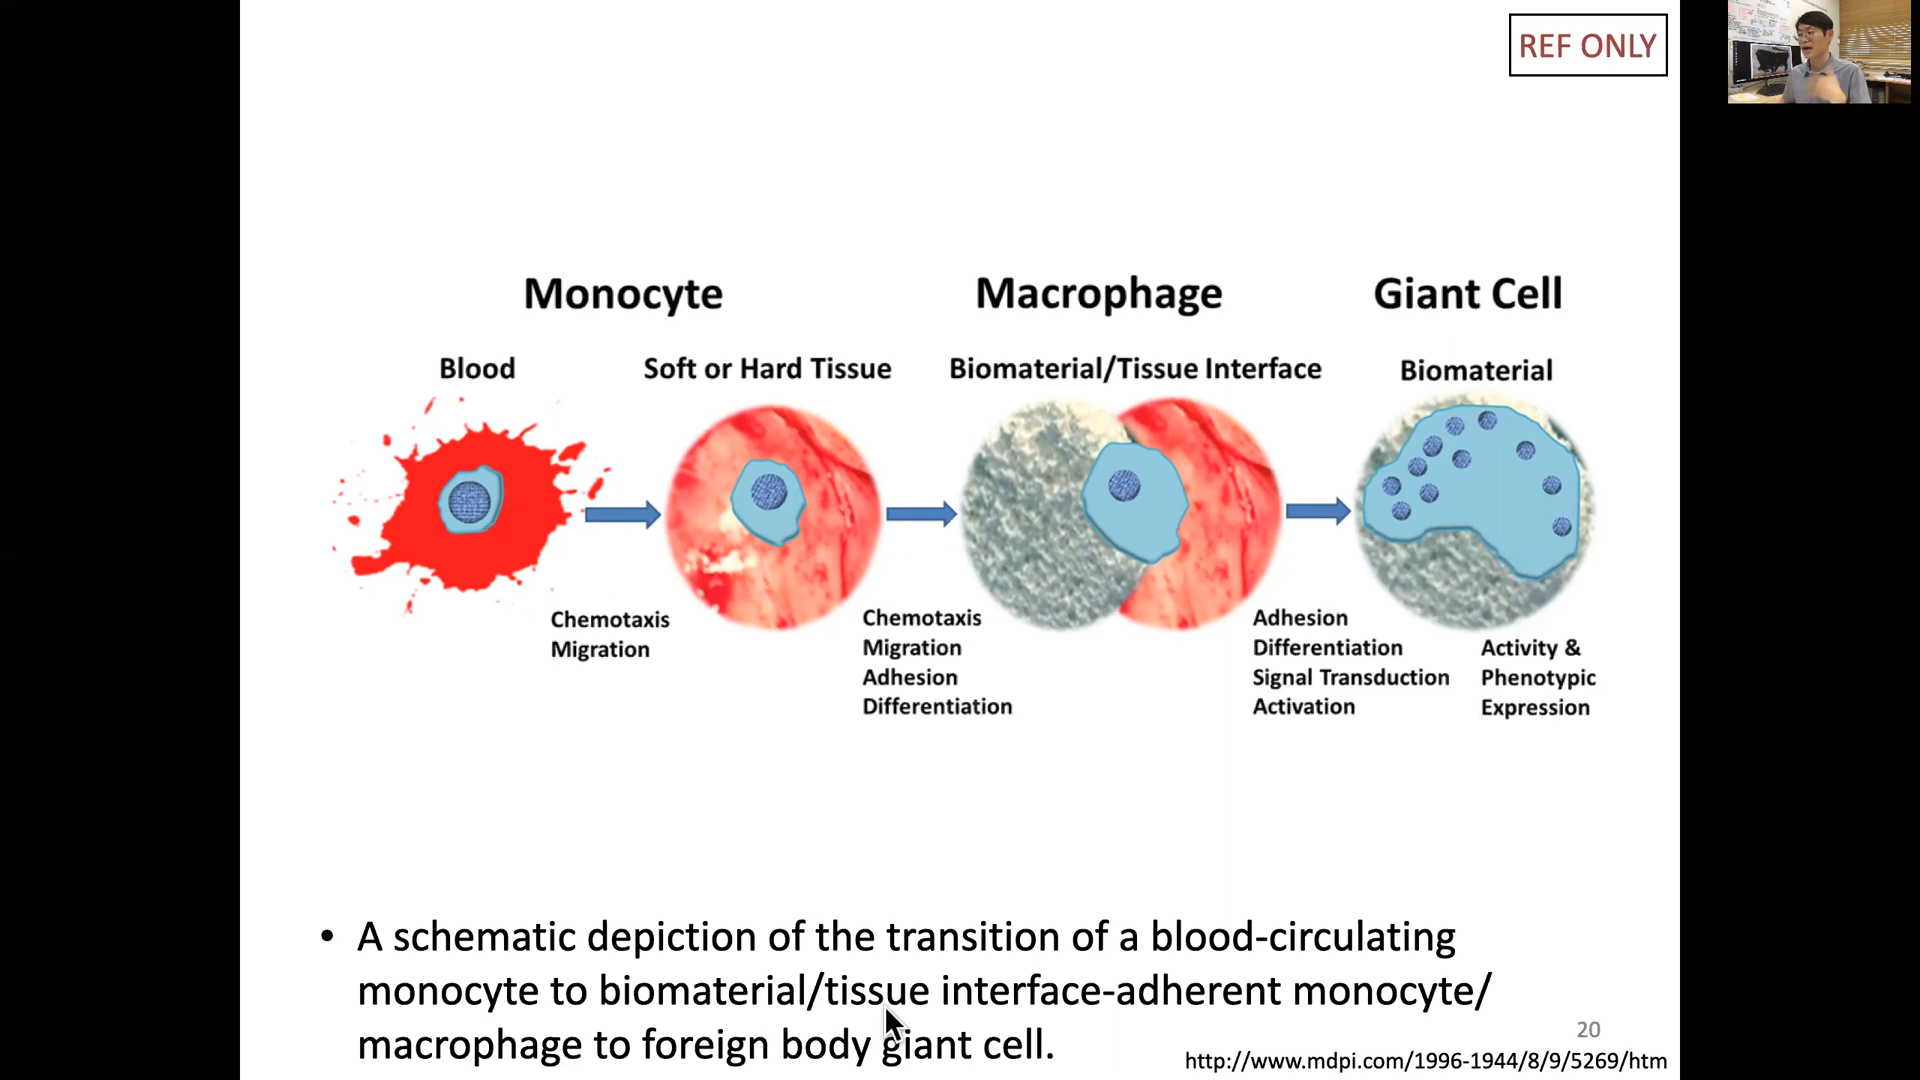 REF ONLY
Monocyte
Macrophage
Giant Cell
Blood
Soft or Hard Tissue
Biomaterial/Tissue Interface
Biomaterial
Chemotaxis
Migration
Chemotaxis
Migration
Adhesion
Differentiation
Adhesion
Differentiation
Signal Transduction
Activation
Activity &
Phenotypic
Expression
• A schematic depiction of the transition of a blood-circulating
monocyte to biomaterial/tissue interface-adherent monocyte/
macrophage to foreign body giant cell.
20
http://www.mdpi.com/1996-1944/8/9/5269/htm